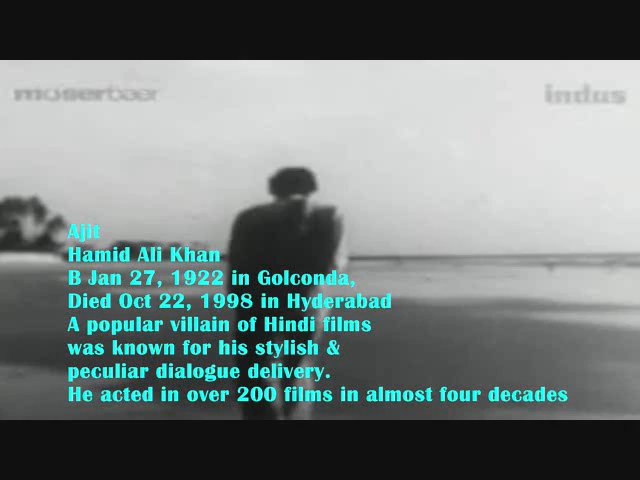 moserbaer
indus
Ajit
Hamid Ali Khan
B Jan 27, 1922 in Golconda,
Died Oct 22, 1998 in Hyderabad
A popular villain of Hindi films
was known for his stylish &
peculiar dialogue delivery.
He acted in over 200 films in almost four decades